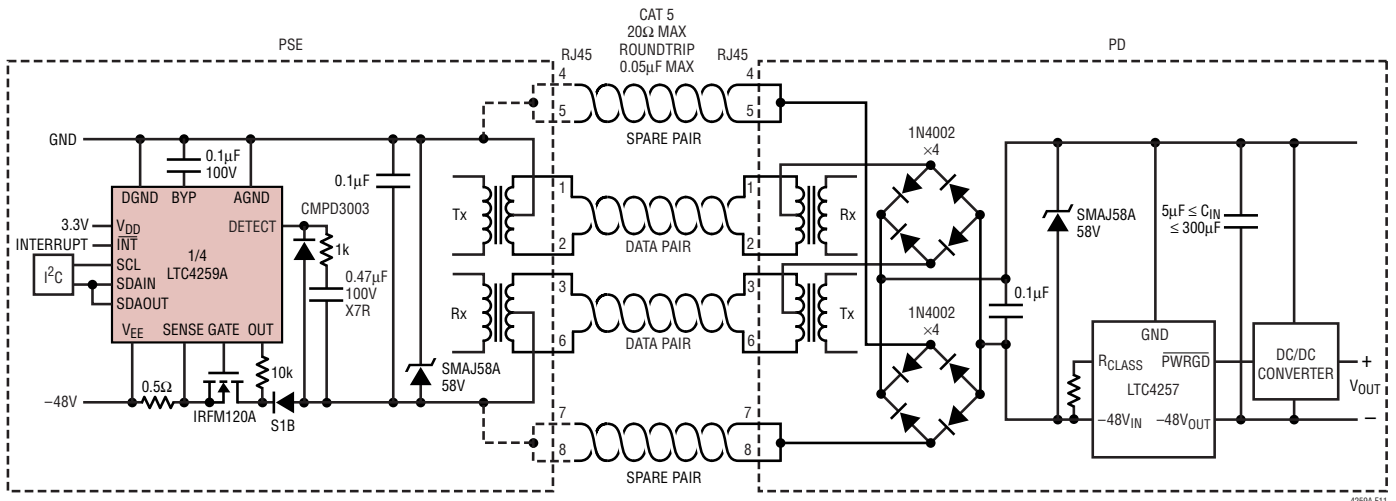 PSE
CAT 5
20Ω MAX
ROUNDTRIP
0.05μF MAX
RJ45
RJ45
PD
4
5
4
5
SPARE PAIR
GND
0.1μF
100V
0.1μF
DGND BYP AGND
CMPD3003
DETECT
3.3V
VDD
INTERRUPT
INT
I2C
SCL
SDAIN
SDAOUT
1/4
LTC4259A
1k
0.47μF
100V
X7R
VEE SENSE GATE OUT
0.5Ω
10k
–48V
IRFM120A
S1B
SMAJ58A
58V
Tx
1
2
DATA PAIR
1
2
Rx
Rx
3
6
DATA PAIR
3
6
Tx
7
8
SPARE PAIR
7
8
1N4002
×4
1N4002
×4
0.1μF
SMAJ58A
58V
5μF ≤ CIN
≤ 300μF
GND
RCLASS
PWRGD
LTC4257
–48VIN
–48VOUT
DC/DC
CONVERTER
+
VOUT
–
4259A F11